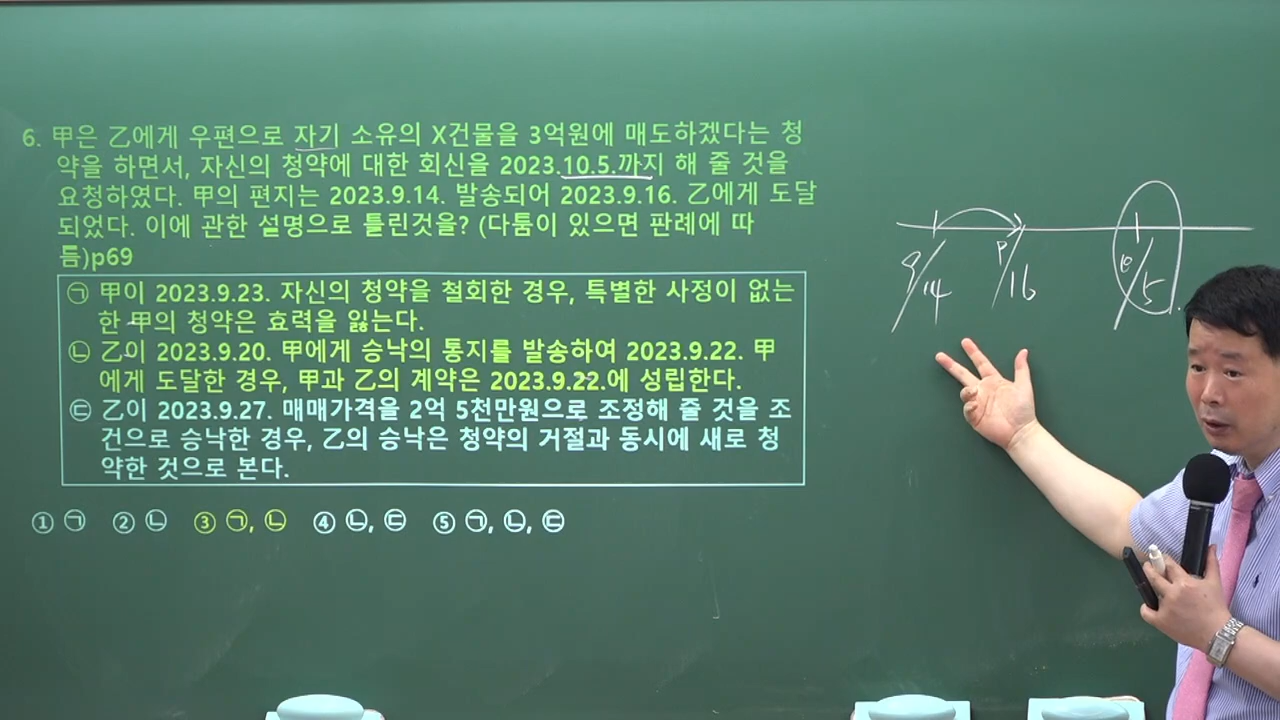 6. 甲은 乙에게 우편으로 자기 소유의 X건물을 3억원에 매도하겠다는 청
약을 하면서, 자신의 청약에 대한 회신을 2023.10.5.까지 해 줄 것을
요청하였다. 甲의 편지는 2023.9.14. 발송되어 2023.9.16. 乙에게 도달
되었다. 이에 관한 설명으로 틀린것을? (다툼이 있으면 판례에 따
름)p69
㉠ 甲이 2023.9.23. 자신의 청약을 철회한 경우, 특별한 사정이 없는
한 甲의 청약은 효력을 잃는다.
㉡ 乙이 2023.9.20. 甲에게 승낙의 통지를 발송하여 2023.9.22. 甲
에게 도달한 경우, 甲과 乙의 계약은 2023.9.22.에 성립한다.
㉢ 乙이 2023.9.27. 매매가격을 2억 5천만원으로 조정해 줄 것을 조
건으로 승낙한 경우, 乙의 승낙은 청약의 거절과 동시에 새로 청
약한 것으로 본다.
① ㉠ ② ㉡ ③ ㉠, ㉡ ④ ㉡, ㉢ ⑤ ㉠, ㉡, ㉢
9/14 9/16 10/5.